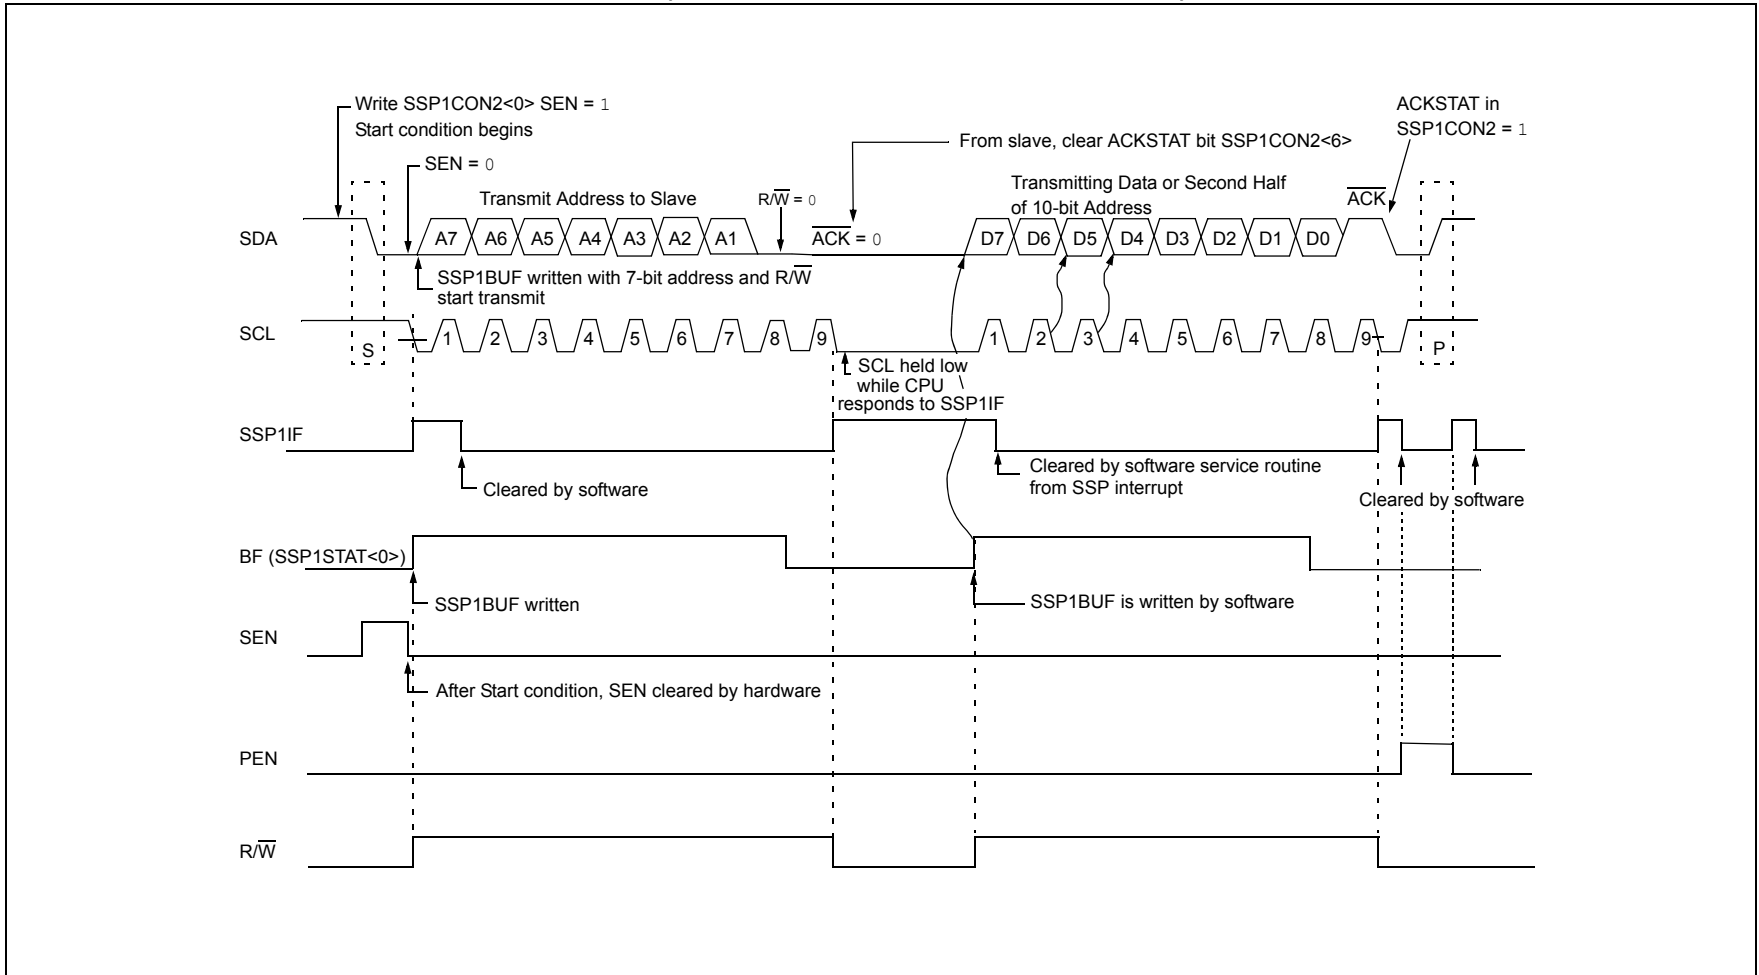 Write SSP1CON2<0> SEN = 1
Start condition begins
ACKSTAT in
SSP1CON2 = 1
From slave, clear ACKSTAT bit SSP1CON2<6>
SEN = 0
Transmit Address to Slave
R/W̅ = 0
Transmitting Data or Second Half
of 10-bit Address
A̅C̅K̅
SDA
A7 A6 A5 A4 A3 A2 A1
A̅C̅K̅ = 0
D7 D6 D5 D4 D3 D2 D1 D0
SSP1BUF written with 7-bit address and R/W̅
start transmit
SCL
S
1 2 3 4 5 6 7 8 9
1 2 3 4 5 6 7 8 9
P
SCL held low
while CPU
responds to SSP1IF
SSP1IF
Cleared by software
Cleared by software service routine
from SSP interrupt
Cleared by software
BF (SSP1STAT<0>)
SSP1BUF written
SSP1BUF is written by software
SEN
After Start condition, SEN cleared by hardware
PEN
R/W̅